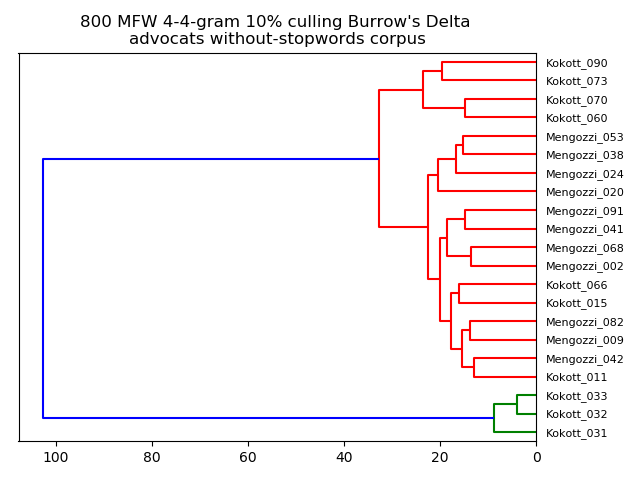 800 MFW 4-4-gram 10% culling Burrow's Delta
advocats without-stopwords corpus
Kokott_090
Kokott_073
Kokott_070
Kokott_060
Mengozzi_053
Mengozzi_038
Mengozzi_024
Mengozzi_020
Mengozzi_091
Mengozzi_041
Mengozzi_068
Mengozzi_002
Kokott_066
Kokott_015
Mengozzi_082
Mengozzi_009
Mengozzi_042
Kokott_011
Kokott_033
Kokott_032
Kokott_031
100 80 60 40 20 0